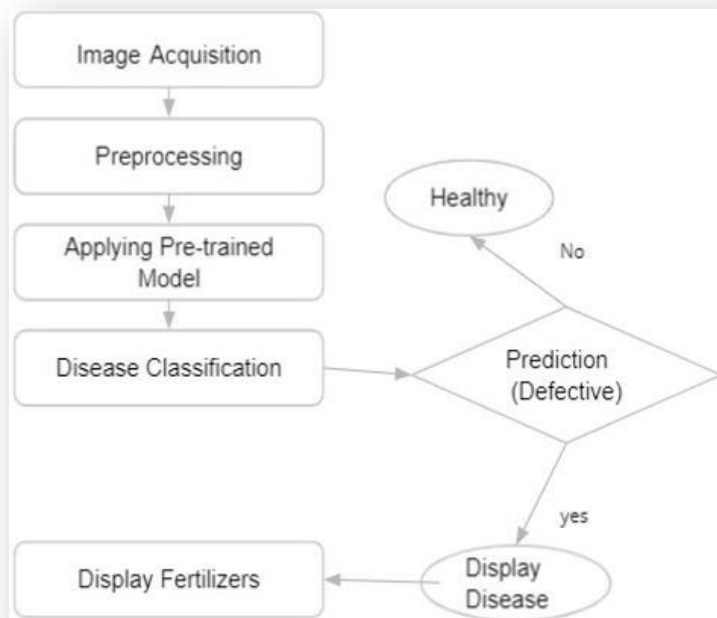 Image Acquisition
Preprocessing
Healthy
Applying Pre-trained
Model
No
Disease Classification
Prediction
(Defective)
yes
Display Fertilizers
Display
Disease